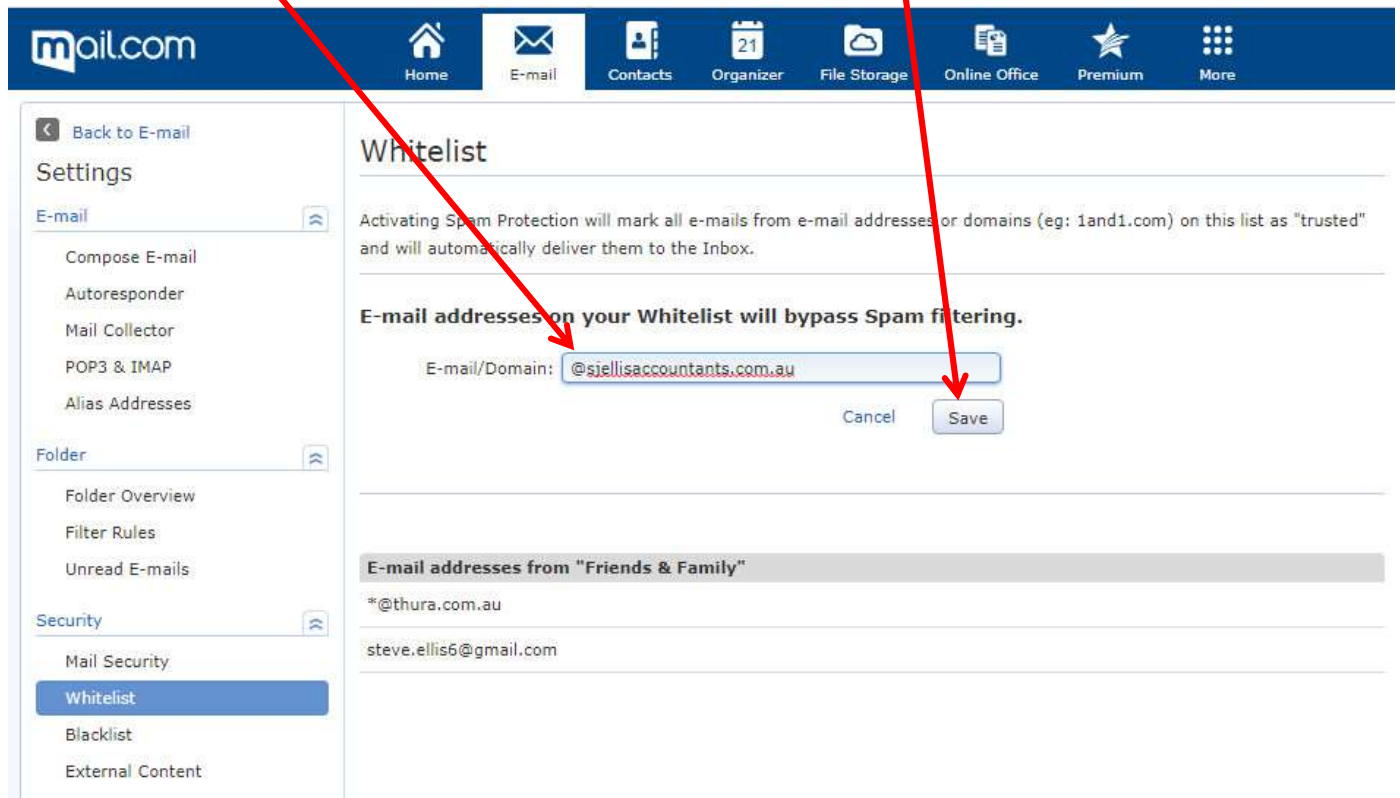 mail.com
Home
E-mail
Contacts
21
Organizer
File Storage
Online Office
Premium
More
Back to E-mail
Settings
E-mail
Compose E-mail
Autoresponder
Mail Collector
POP3 & IMAP
Alias Addresses
Folder
Folder Overview
Filter Rules
Unread E-mails
Security
Mail Security
Whitelist
Blacklist
External Content
Whitelist
Activating Spam Protection will mark all e-mails from e-mail addresses or domains (eg: 1and1.com) on this list as "trusted"
and will automatically deliver them to the Inbox.
E-mail addresses on your Whitelist will bypass Spam filtering.
E-mail/Domain: @sjellisaccountants.com.au
Cancel
Save
E-mail addresses from "Friends & Family"
*@thura.com.au
steve.ellis6@gmail.com